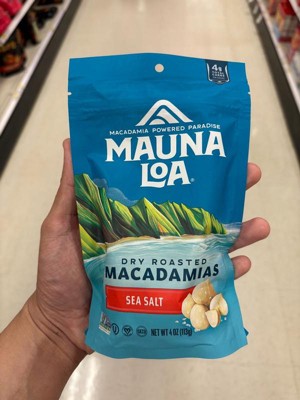 4g
MACADAMIA POWERED PARADISE
MAUNA
LOA®
DRY ROASTED
MACADAMIAS
SEA SALT
NET WT 4 OZ (113g)